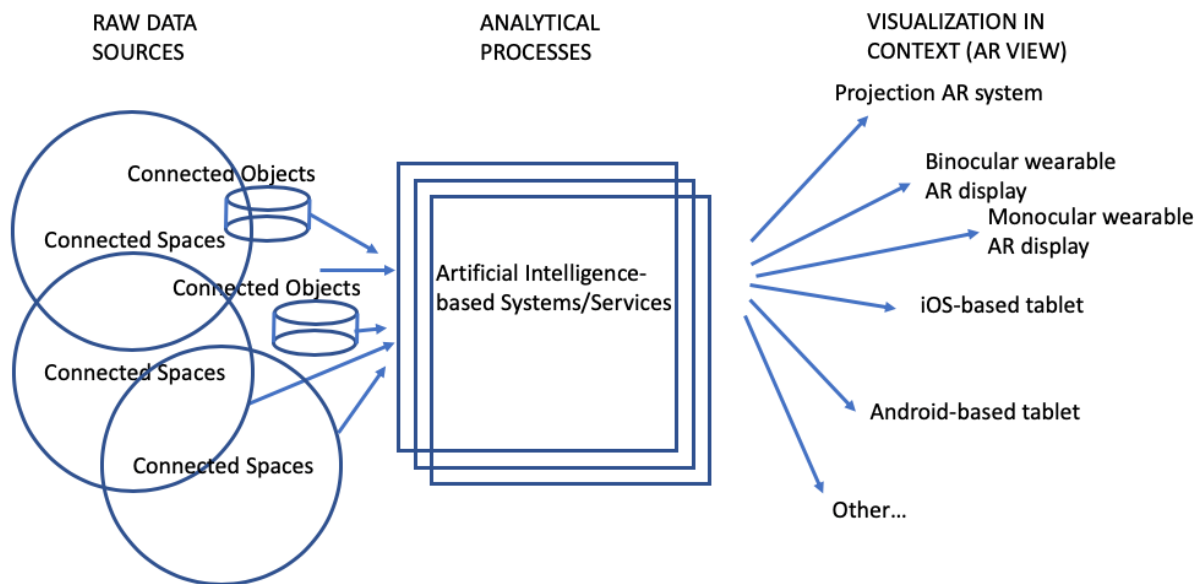 RAW DATA
SOURCES
ANALYTICAL
PROCESSES
VISUALIZATION IN
CONTEXT (AR VIEW)
Connected Objects
Connected Spaces
Connected Objects
Connected Spaces
Connected Spaces
Artificial Intelligence-
based Systems/Services
Projection AR system
Binocular wearable
AR display
Monocular wearable
AR display
iOS-based tablet
Android-based tablet
Other…